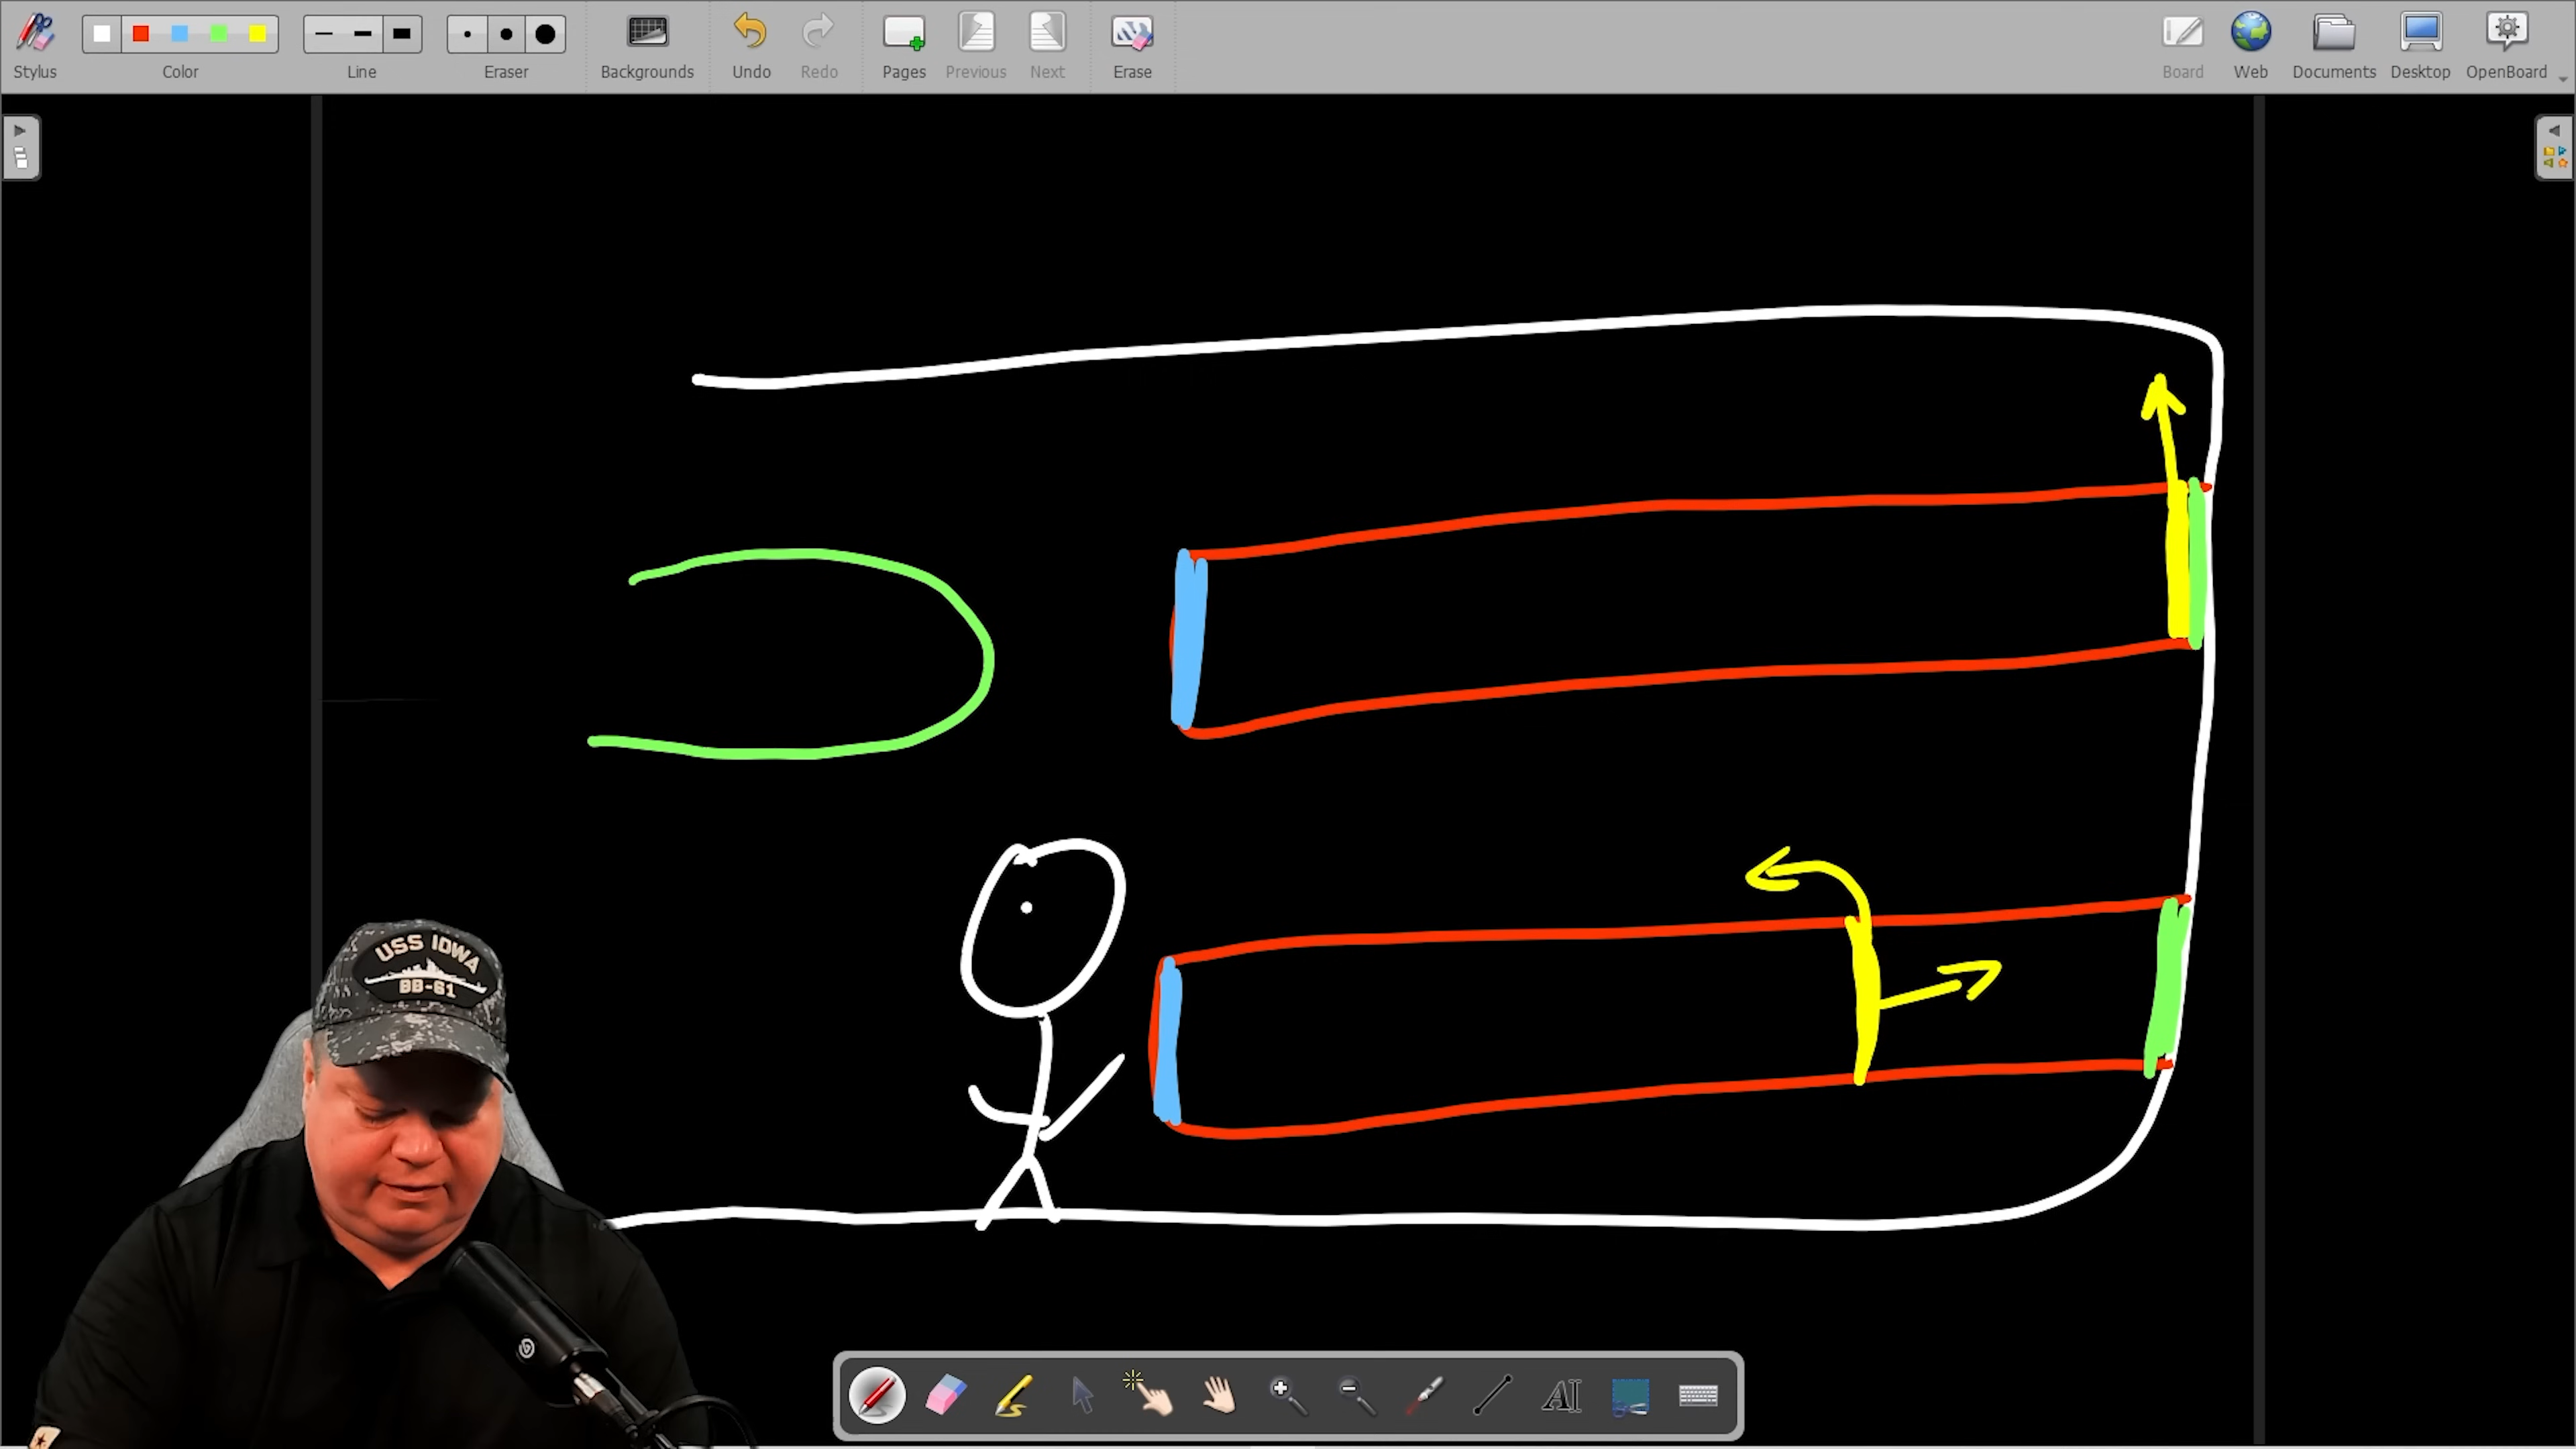 Stylus
Color
Line
Eraser
Backgrounds
Undo
Redo
Pages
Previous
Next
Erase
Board
Web
Documents
Desktop
OpenBoard
USS IOWA
BB-61
AI